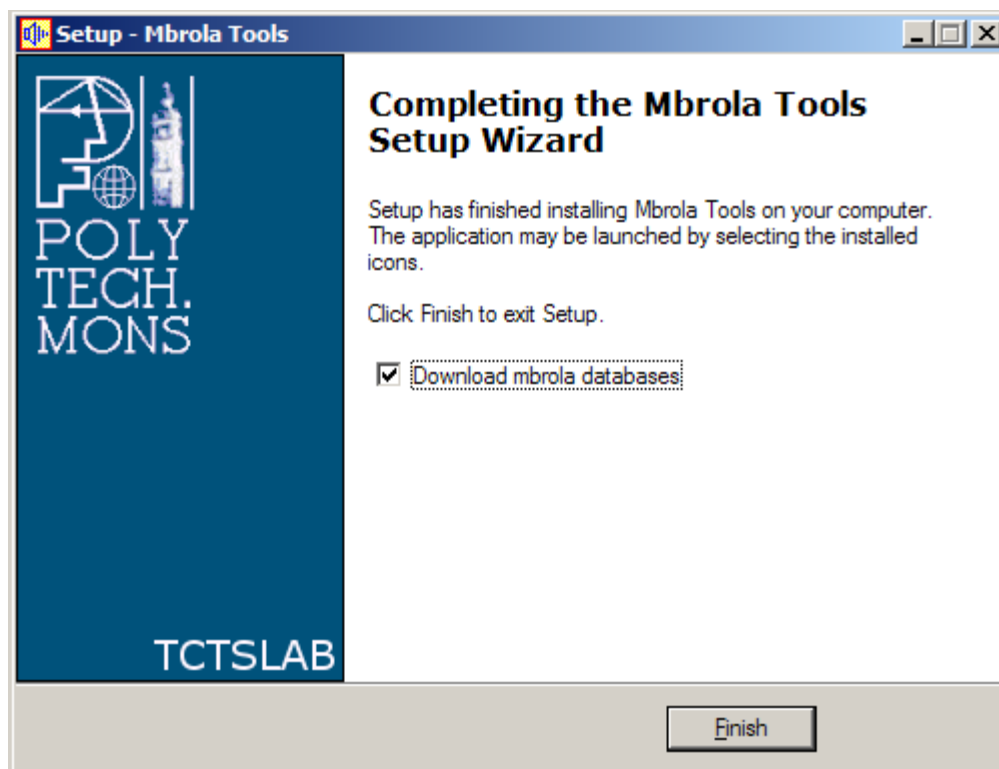 Setup - Mbrola Tools
POLY
TECH.
MONS
TCTSLAB
Completing the Mbrola Tools
Setup Wizard
Setup has finished installing Mbrola Tools on your computer.
The application may be launched by selecting the installed
icons.
Click Finish to exit Setup.
Download mbrola databases
Finish